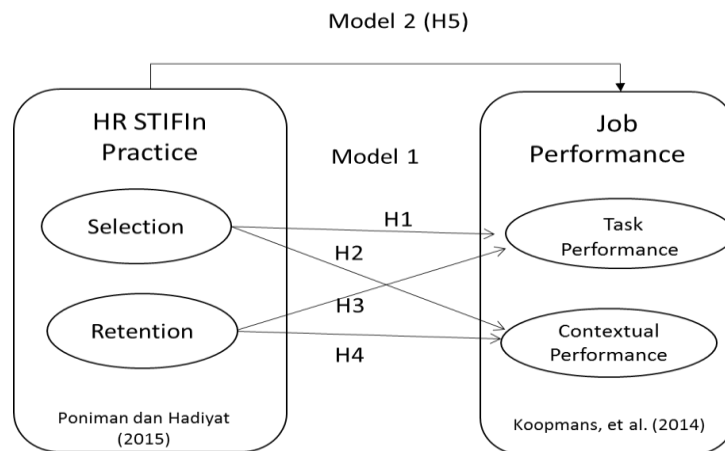 Model 2 (H5)
HR STIFIn
Practice
Model 1
Job
Performance
Selection
H1
Task
Performance
H2
Retention
H3
H4
Contextual
Performance
Poniman dan Hadiyat
(2015)
Koopmans, et al. (2014)